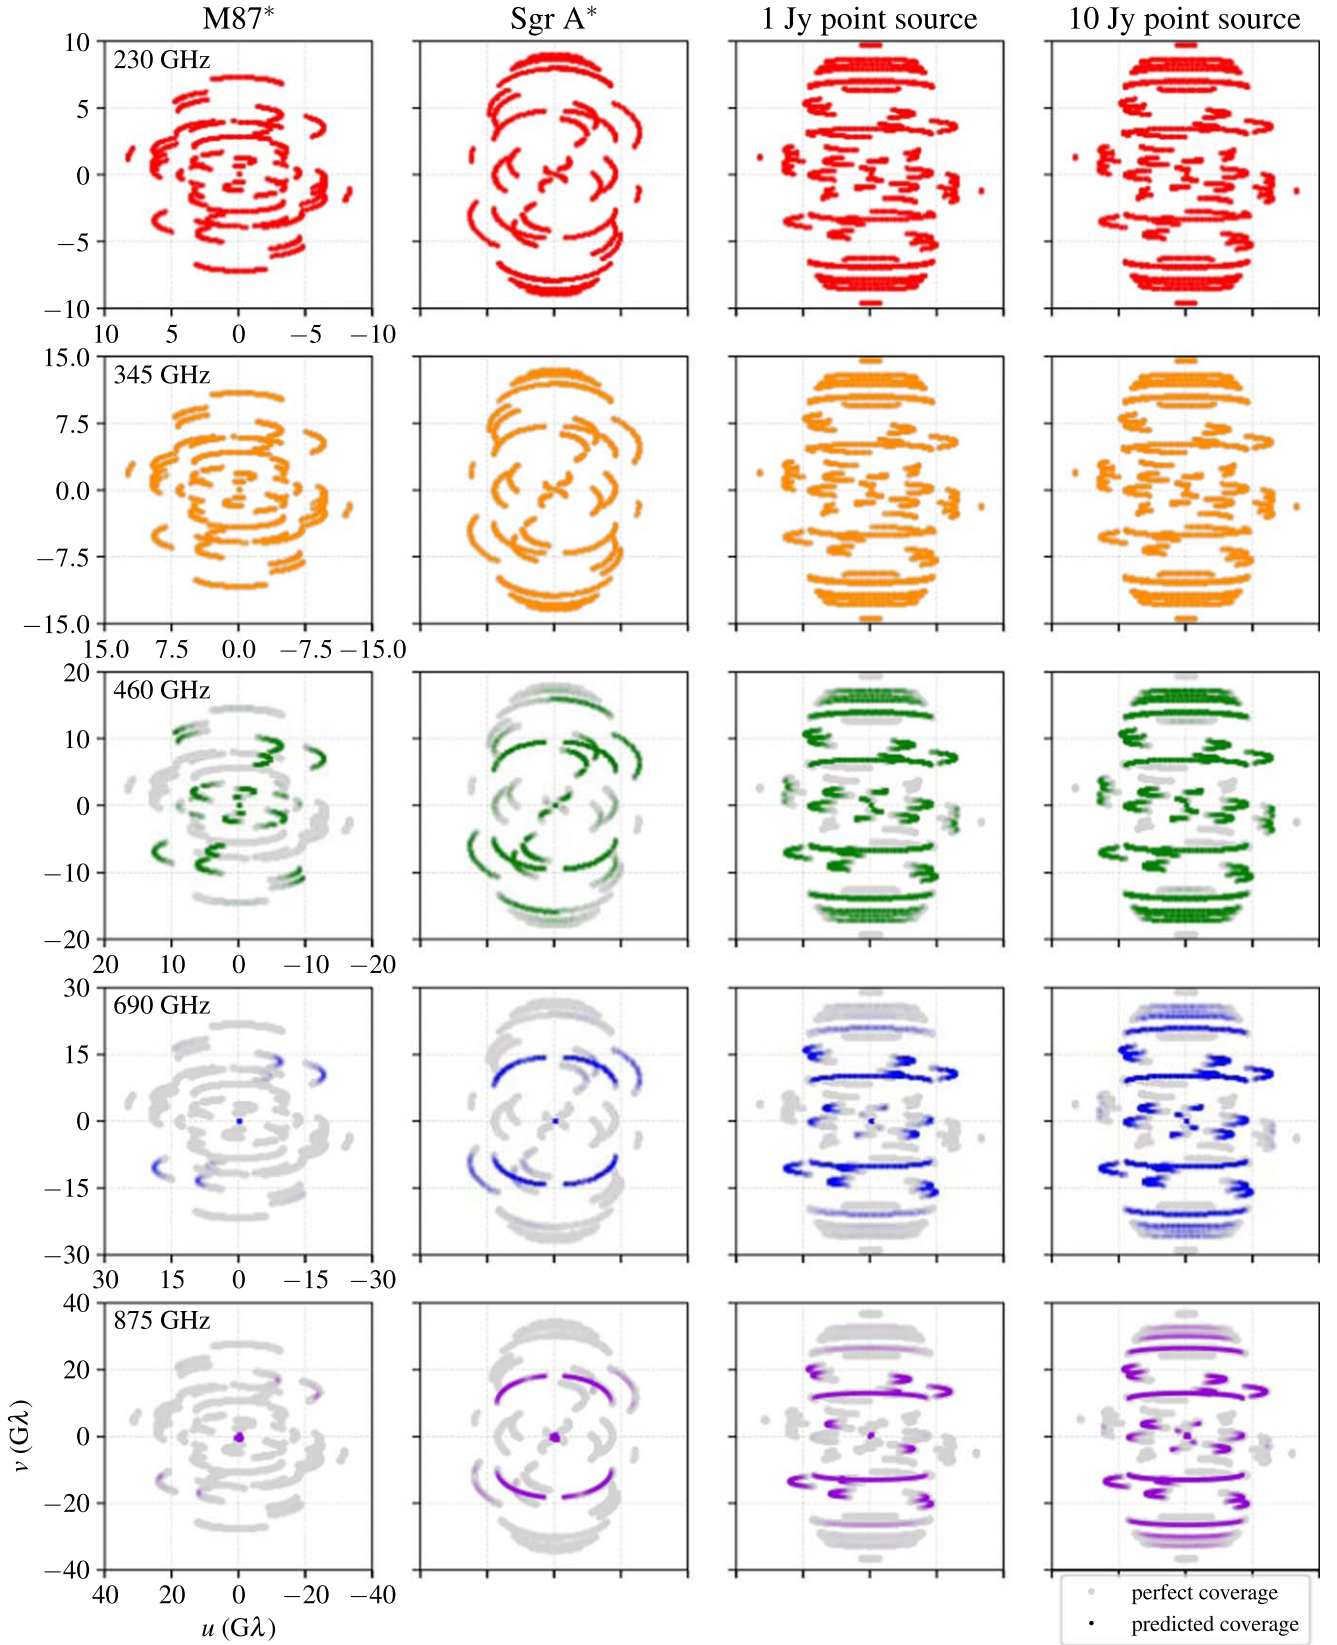 M87* Sgr A* 1 Jy point source 10 Jy point source
10
230 GHz
5
0
−5
−10
10 5 0 −5 −10
15.0
345 GHz
7.5
0.0
−7.5
−15.0
15.0 7.5 0.0 −7.5 −15.0
20
460 GHz
10
0
−10
−20
20 10 0 −10 −20
30
690 GHz
15
0
−15
−30
30 15 0 −15 −30
40
875 GHz
20
0
−20
−40
v (Gλ)
40 20 0 −20 −40
u (Gλ)
perfect coverage
predicted coverage